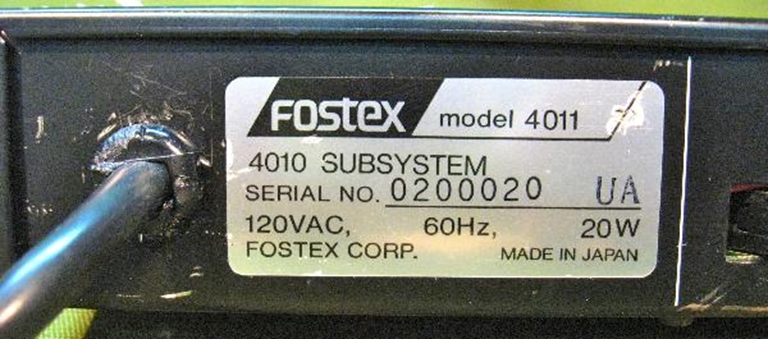 FOSTEX model 4011
4010 SUBSYSTEM
SERIAL NO. 0200020 UA
120VAC, 60Hz, 20W
FOSTEX CORP. MADE IN JAPAN